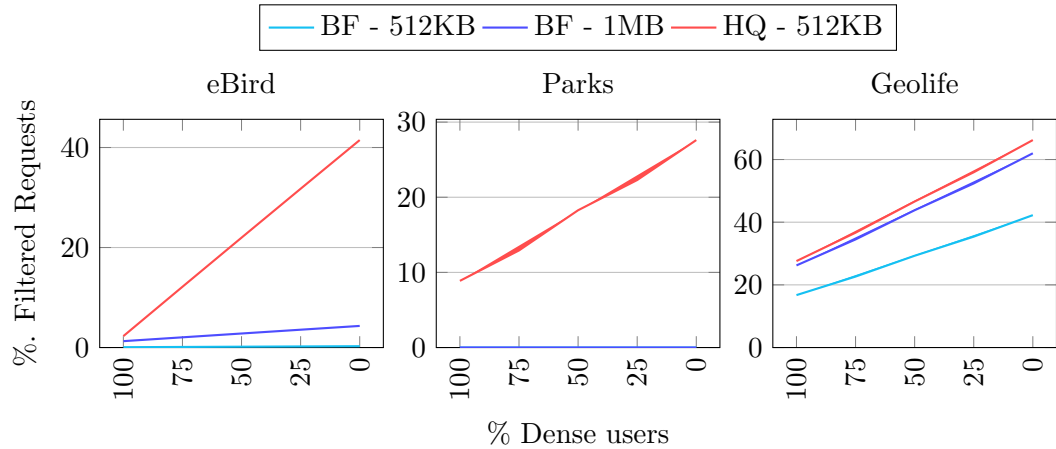 BF - 512KB BF - 1MB HQ - 512KB
eBird Parks Geolife
%. Filtered Requests
0 20 40
100 75 50 25 0
0 10 20 30
100 75 50 25 0
0 20 40 60
100 75 50 25 0
% Dense users